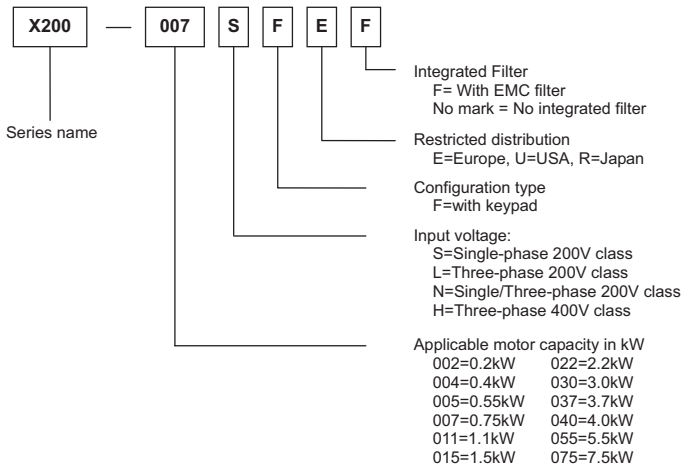 X200 — 007 S F E F
Integrated Filter
F= With EMC filter
No mark = No integrated filter
Series name
Restricted distribution
E=Europe, U=USA, R=Japan
Configuration type
F=with keypad
Input voltage:
S=Single-phase 200V class
L=Three-phase 200V class
N=Single/Three-phase 200V class
H=Three-phase 400V class
Applicable motor capacity in kW
002=0.2kW 022=2.2kW
004=0.4kW 030=3.0kW
005=0.55kW 037=3.7kW
007=0.75kW 040=4.0kW
011=1.1kW 055=5.5kW
015=1.5kW 075=7.5kW